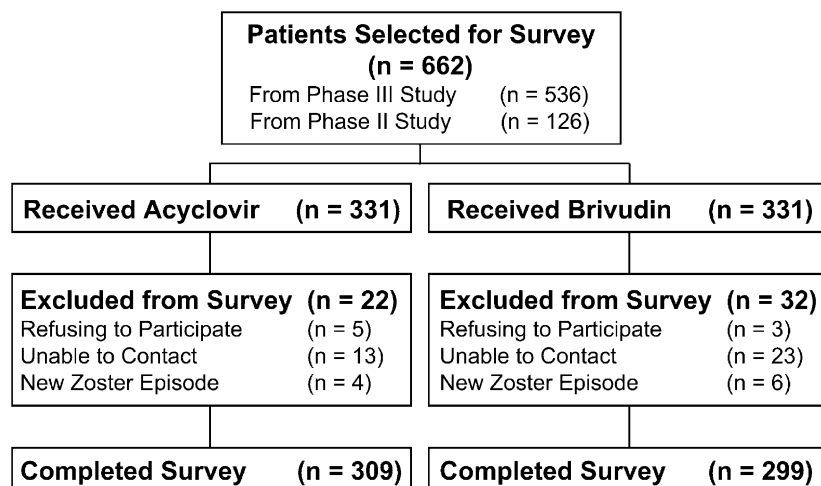 Patients Selected for Survey
(n = 662)
From Phase III Study (n = 536)
From Phase II Study (n = 126)
Received Acyclovir (n = 331)
Excluded from Survey (n = 22)
Refusing to Participate (n = 5)
Unable to Contact (n = 13)
New Zoster Episode (n = 4)
Completed Survey (n = 309)
Received Brivudin (n = 331)
Excluded from Survey (n = 32)
Refusing to Participate (n = 3)
Unable to Contact (n = 23)
New Zoster Episode (n = 6)
Completed Survey (n = 299)